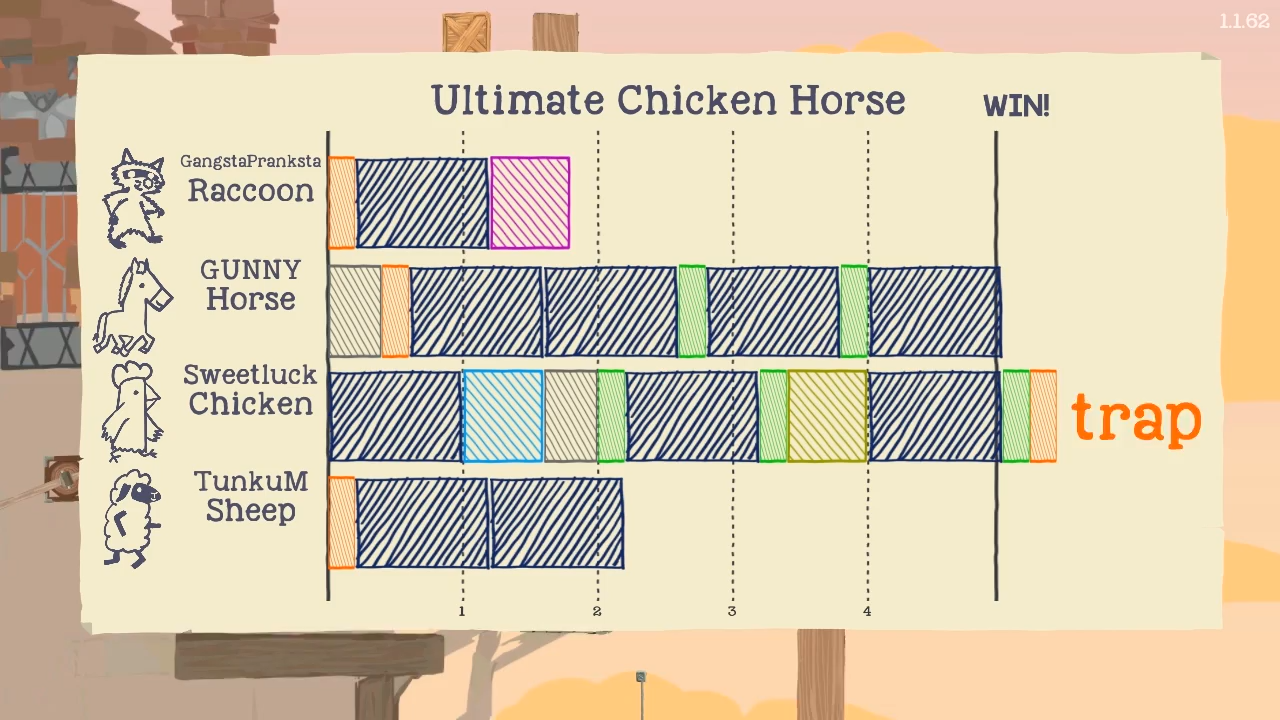 1.1.62
Ultimate Chicken Horse
WIN!
GangstaPranksta
Raccoon
GUNNY
Horse
Sweetluck
Chicken
trap
TunkuM
Sheep
1 2 3 4